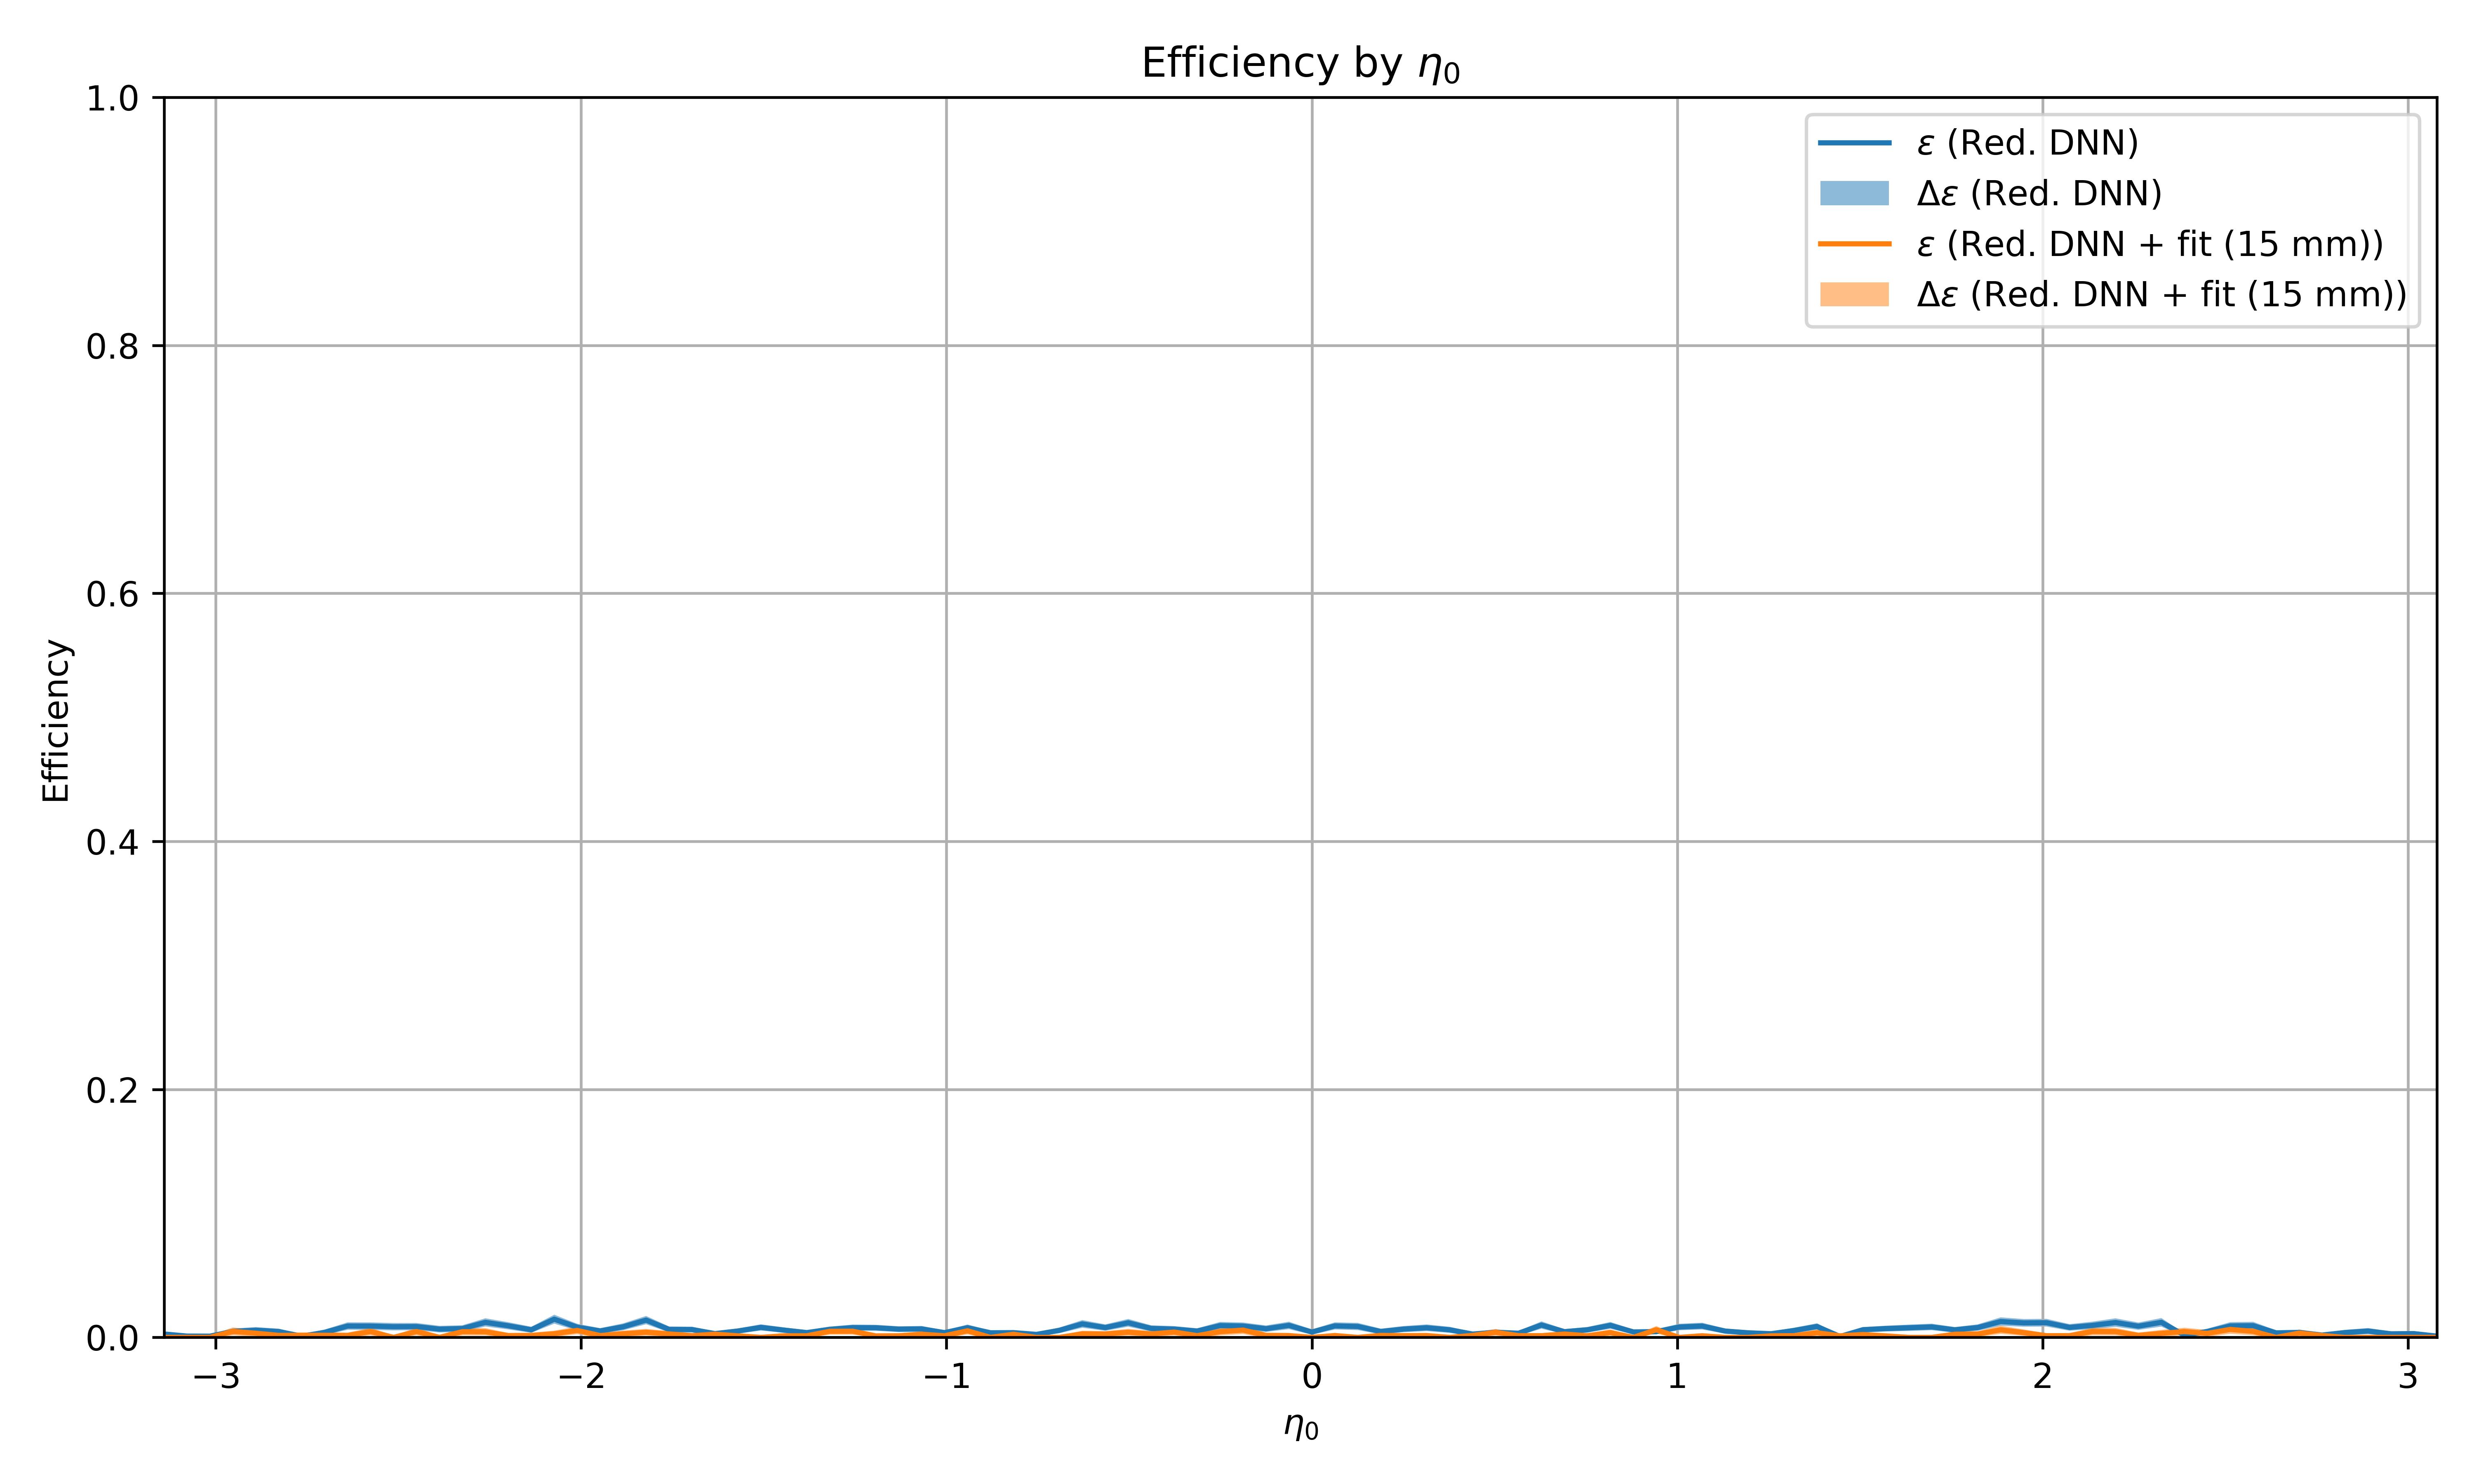 Efficiency by η₀
1.0
0.8
0.6
0.4
0.2
0.0
Efficiency
ε (Red. DNN)
Δε (Red. DNN)
ε (Red. DNN + fit (15 mm))
Δε (Red. DNN + fit (15 mm))
−3 −2 −1 0 1 2 3
η₀